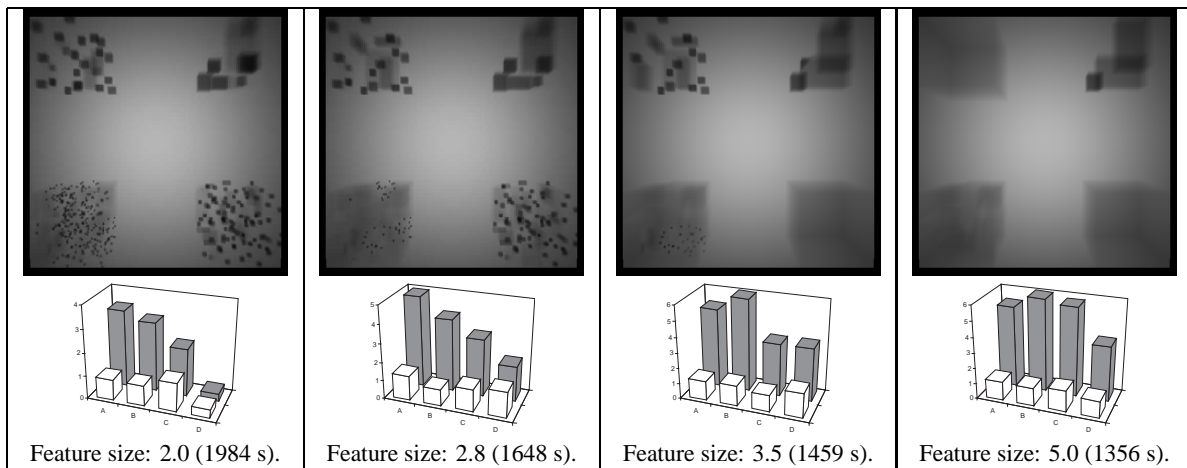 4
3
2
1
0
A
B
C
D
5
4
3
2
1
0
A
B
C
D
6
5
4
3
2
1
0
A
B
C
D
6
5
4
3
2
1
0
A
B
C
D
Feature size: 2.0 (1984 s).
Feature size: 2.8 (1648 s).
Feature size: 3.5 (1459 s).
Feature size: 5.0 (1356 s).